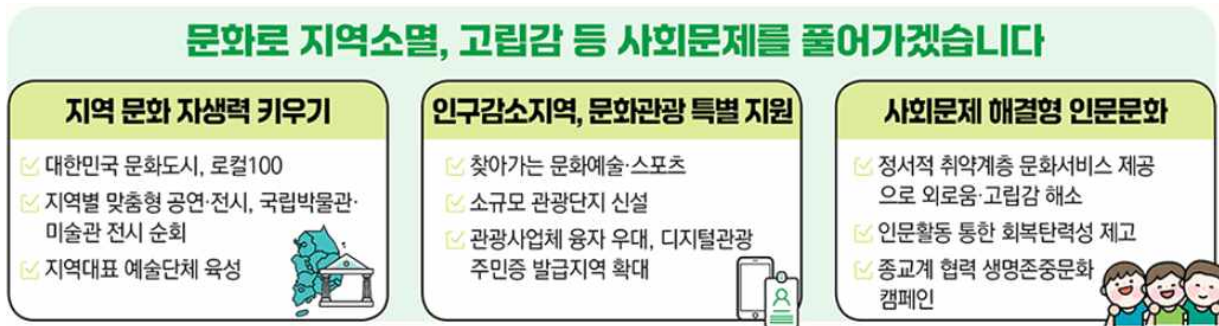 문화로 지역소멸, 고립감 등 사회문제를 풀어가겠습니다
지역 문화 자생력 키우기
대한민국 문화도시, 로컬100
지역별 맞춤형 공연·전시, 국립박물관·
미술관 전시 순회
지역대표 예술단체 육성
인구감소지역, 문화관광 특별 지원
찾아가는 문화예술·스포츠
소규모 관광단지 신설
관광사업체 융자 우대, 디지털관광
주민증 발급지역 확대
사회문제 해결형 인문문화
정서적 취약계층 문화서비스 제공
으로 외로움·고립감 해소
인문활동 통한 회복탄력성 제고
종교계 협력 생명존중문화
캠페인